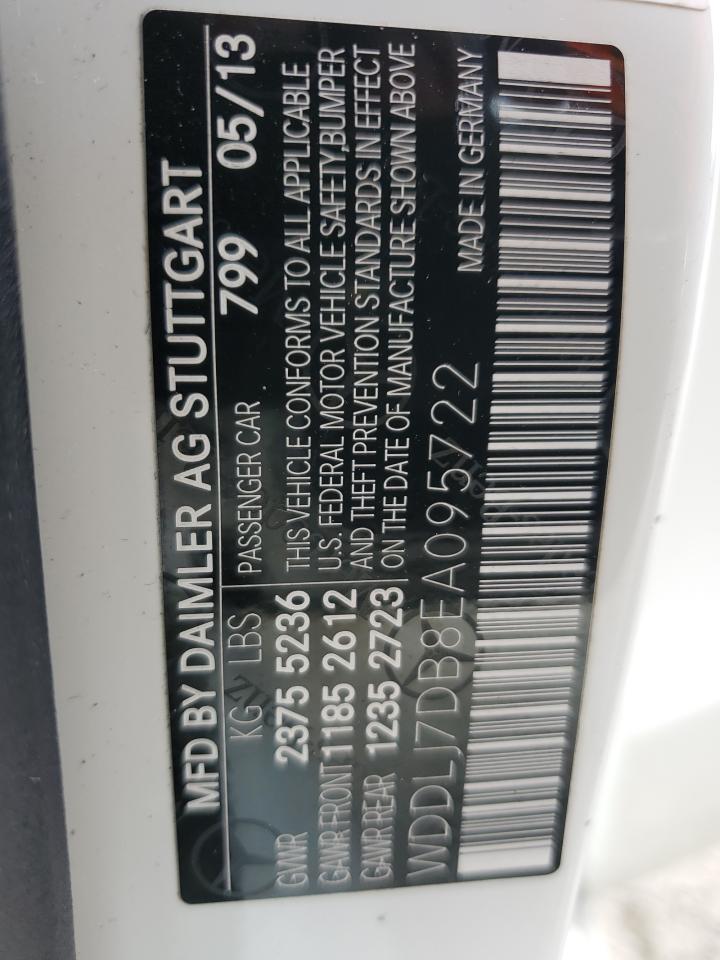 MFD BY DAIMLER AG STUTTGART
799 05/13
KG LBS PASSENGER CAR
GWR 2375 5236
GAWR FRONT 1185 2612
GAWR REAR 1235 2723
THIS VEHICLE CONFORMS TO ALL APPLICABLE
U.S. FEDERAL MOTOR VEHICLE SAFETY,BUMPER
AND THEFT PREVENTION STANDARDS IN EFFECT
ON THE DATE OF MANUFACTURE SHOWN ABOVE
WDDLJ7DB8EA095722 MADE IN GERMANY